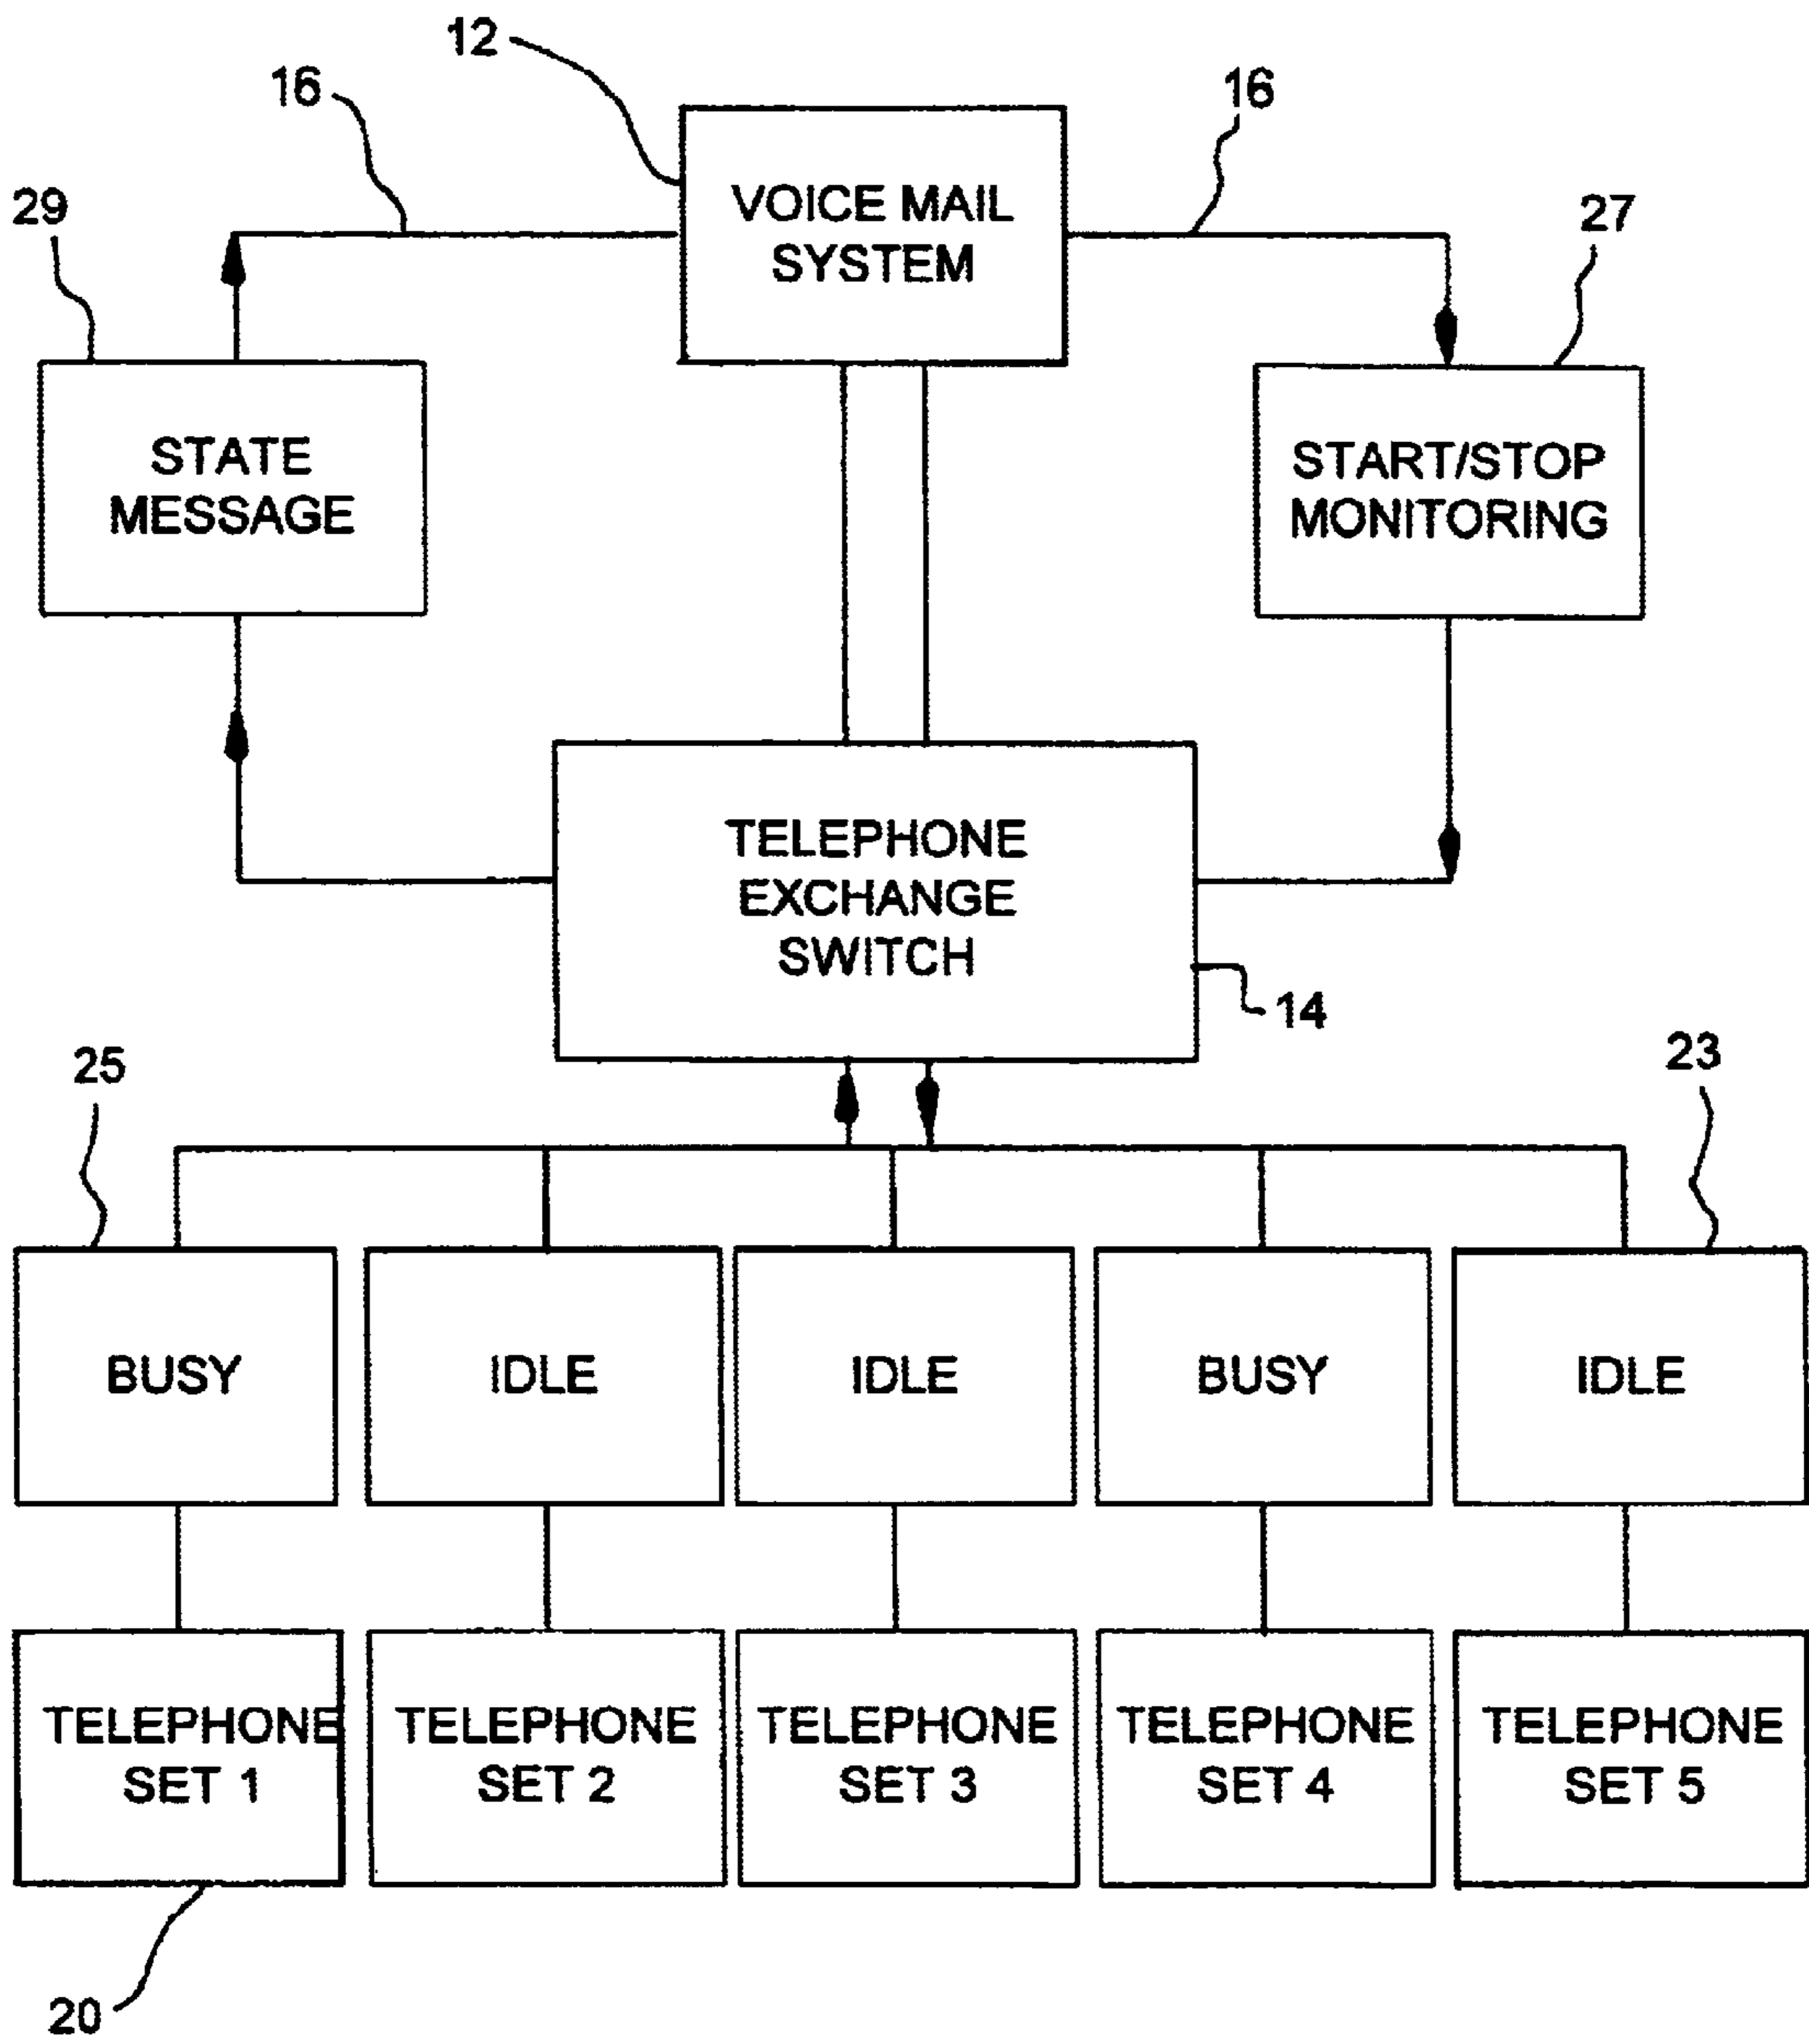 12
16
16
VOICE MAIL
SYSTEM
29
27
STATE
MESSAGE
START/STOP
MONITORING
TELEPHONE
EXCHANGE
SWITCH
14
25
23
BUSY
IDLE
IDLE
BUSY
IDLE
TELEPHONE
SET 1
TELEPHONE
SET 2
TELEPHONE
SET 3
TELEPHONE
SET 4
TELEPHONE
SET 5
20